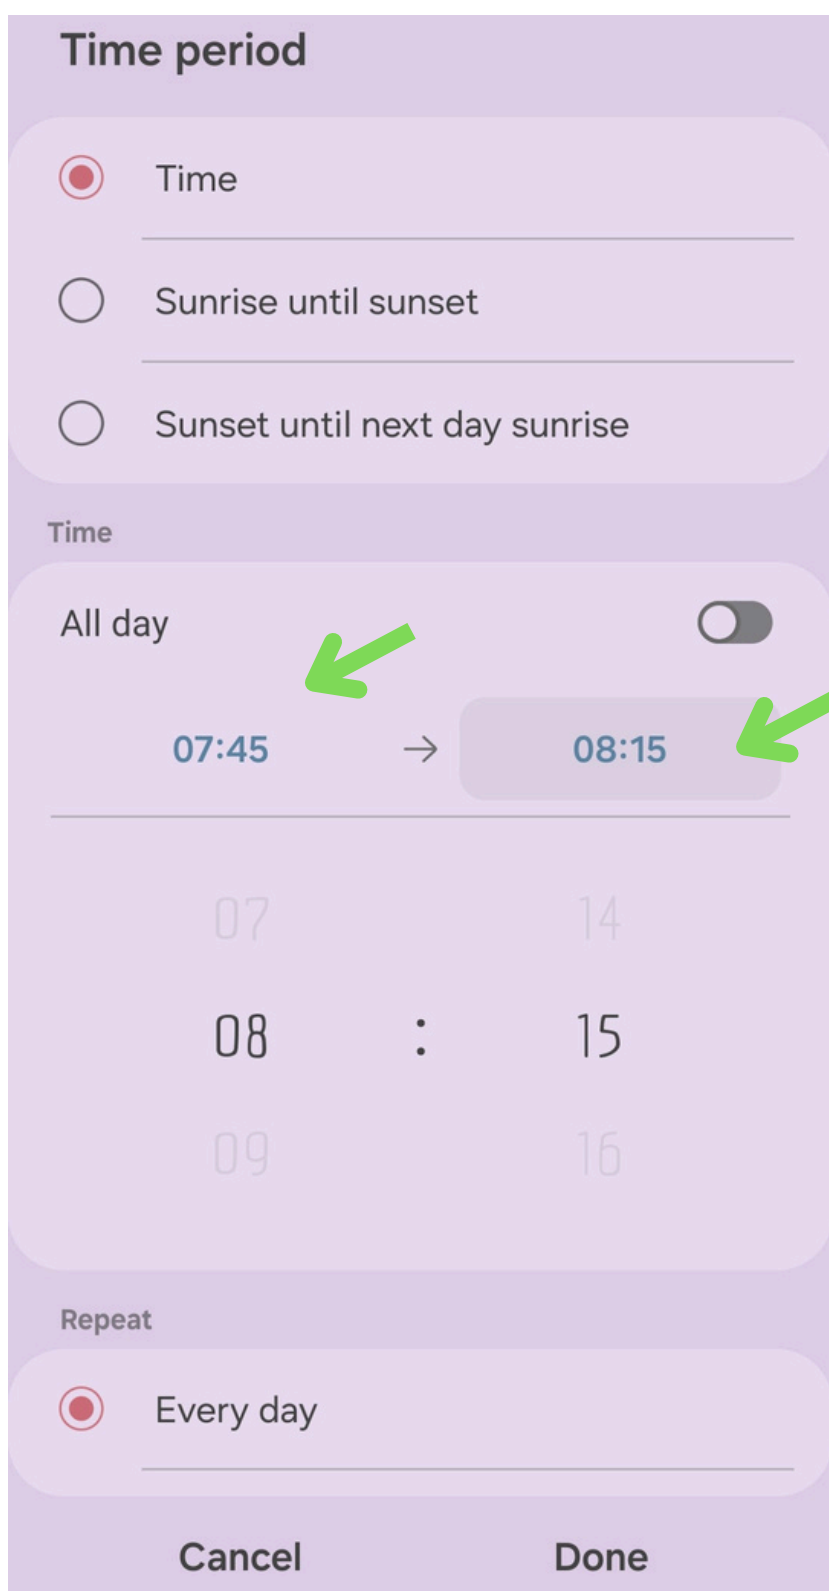 Time period
Time
Sunrise until sunset
Sunset until next day sunrise
Time
All day
07:45 → 08:15
07 14
08 : 15
09 16
Repeat
Every day
Cancel Done